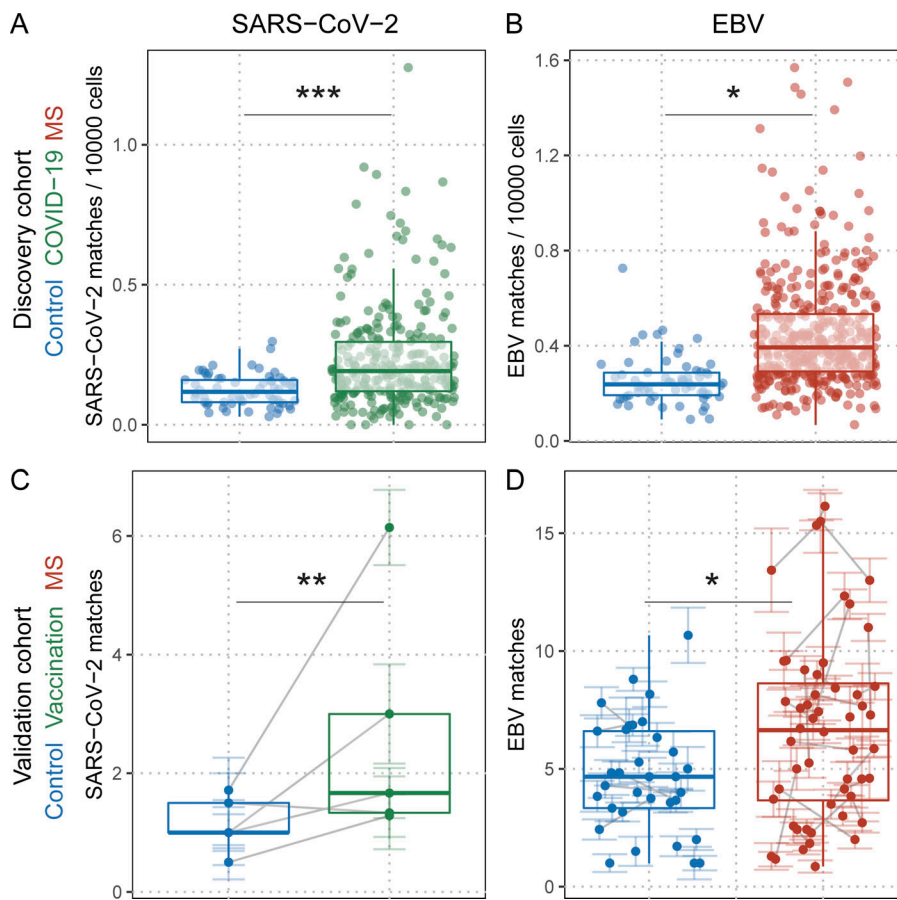 A
SARS−CoV−2
B
EBV
Discovery cohort
Control COVID−19 MS
SARS−CoV−2 matches / 10000 cells
1.0
0.5
0.0
***
EBV matches / 10000 cells
1.6
1.2
0.8
0.4
0.0
*
C
D
Validation cohort
Control Vaccination MS
SARS−CoV−2 matches
6
4
2
0
**
EBV matches
15
10
5
0
*